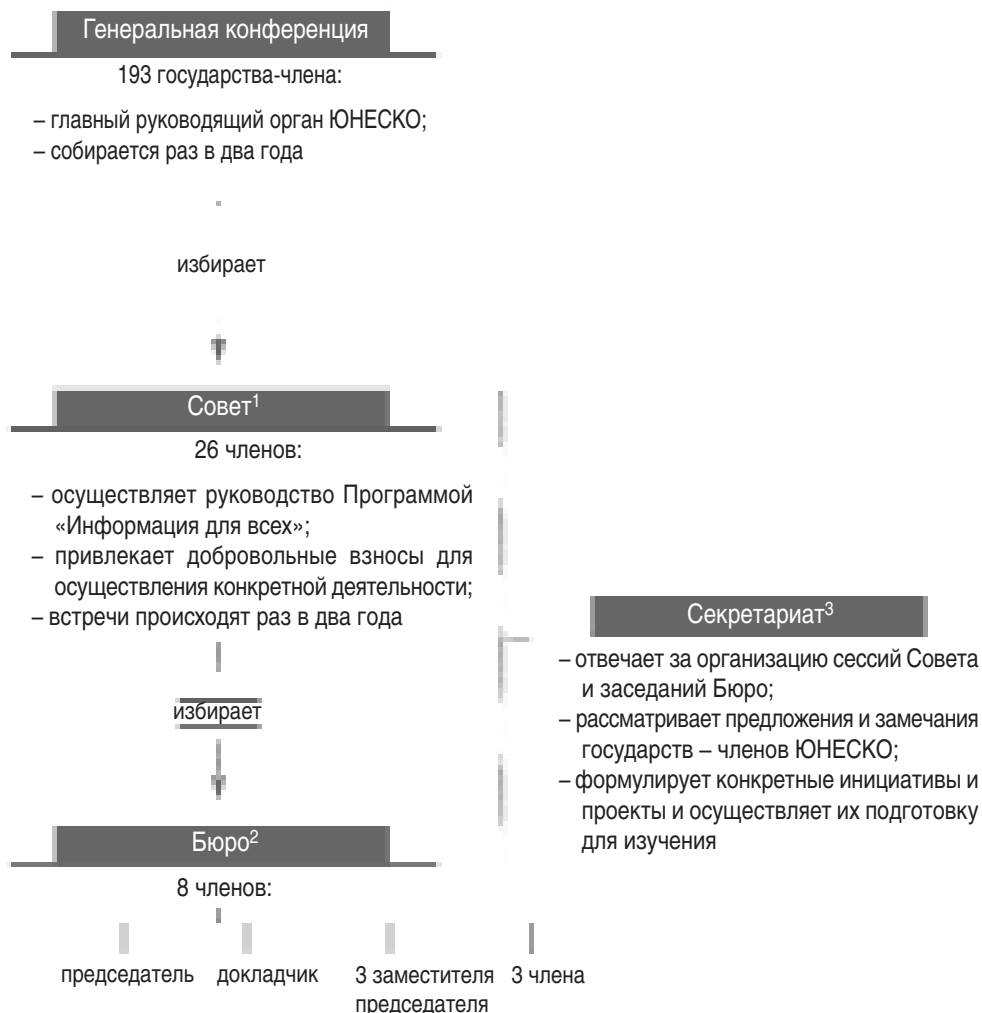 Генеральная конференция
193 государства-члена:
– главный руководящий орган ЮНЕСКО;
– собирается раз в два года
избирает
Совет¹
26 членов:
– осуществляет руководство Программой
«Информация для всех»;
– привлекает добровольные взносы для
осуществления конкретной деятельности;
– встречи происходят раз в два года
избирает
Бюро²
8 членов:
председатель
докладчик
3 заместителя
председателя
3 члена
Секретариат³
– отвечает за организацию сессий Совета
и заседаний Бюро;
– рассматривает предложения и замечания
государств – членов ЮНЕСКО;
– формулирует конкретные инициативы и
проекты и осуществляет их подготовку
для изучения